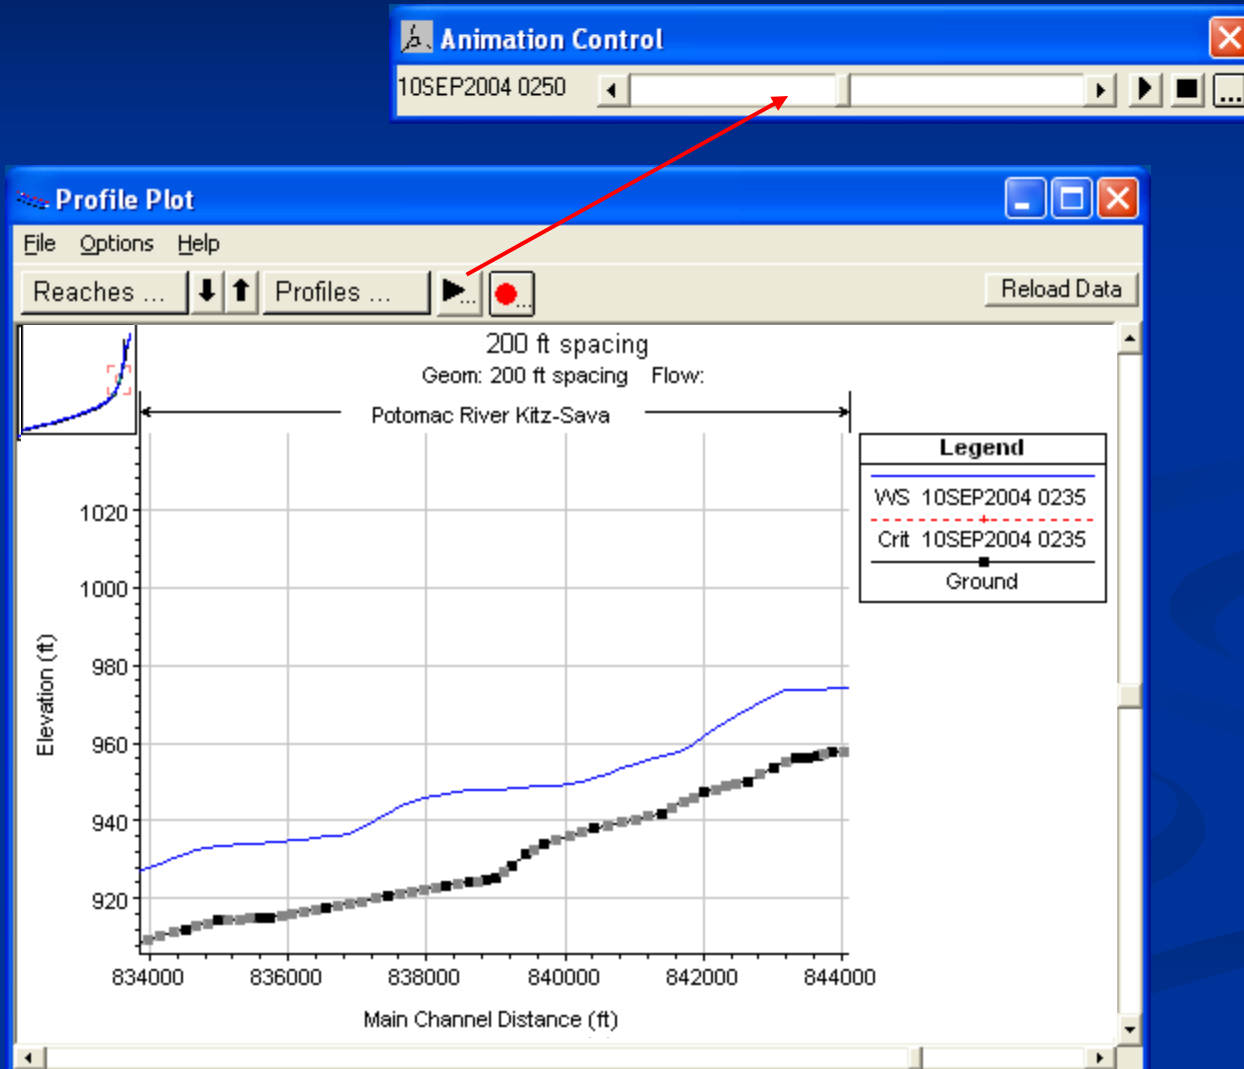 Animation Control
10SEP2004 0250
...
Profile Plot
File Options Help
Reaches ... Profiles ... ... ... Reload Data
200 ft spacing
Geom: 200 ft spacing Flow:
Potomac River Kitz-Sava
Legend
WS 10SEP2004 0235
Crit 10SEP2004 0235
Ground
1020
1000
980
960
940
920
Elevation (ft)
834000 836000 838000 840000 842000 844000
Main Channel Distance (ft)